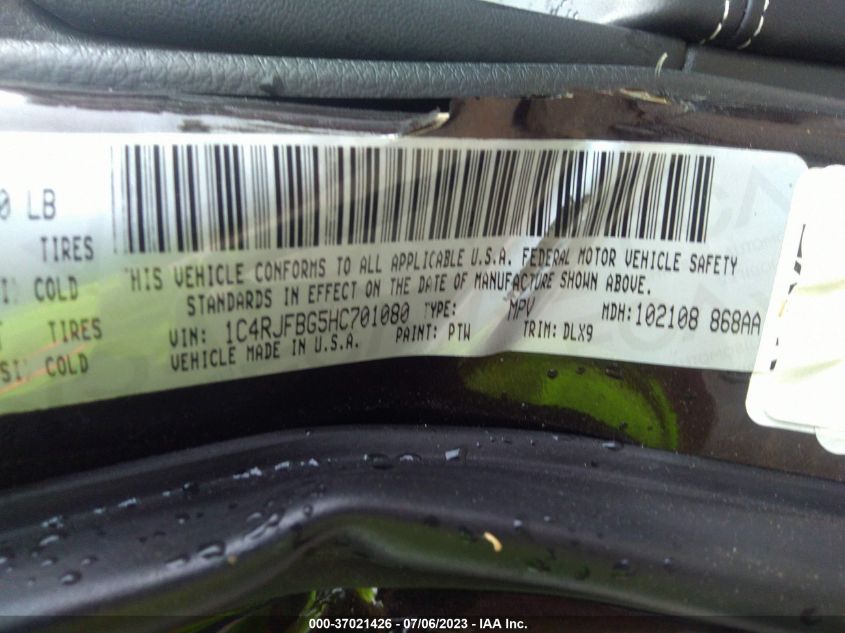 0 LB
TIRES
COLD
TIRES
COLD
HIS VEHICLE CONFORMS TO ALL APPLICABLE U.S.A. FEDERAL MOTOR VEHICLE SAFETY
STANDARDS IN EFFECT ON THE DATE OF MANUFACTURE SHOWN ABOVE.
VIN: 1C4RJFBG5HC701080 TYPE: MPV MDH:102108 868AA
VEHICLE MADE IN U.S.A. PAINT: PTW TRIM: DLX9
000-37021426 - 07/06/2023 - IAA Inc.